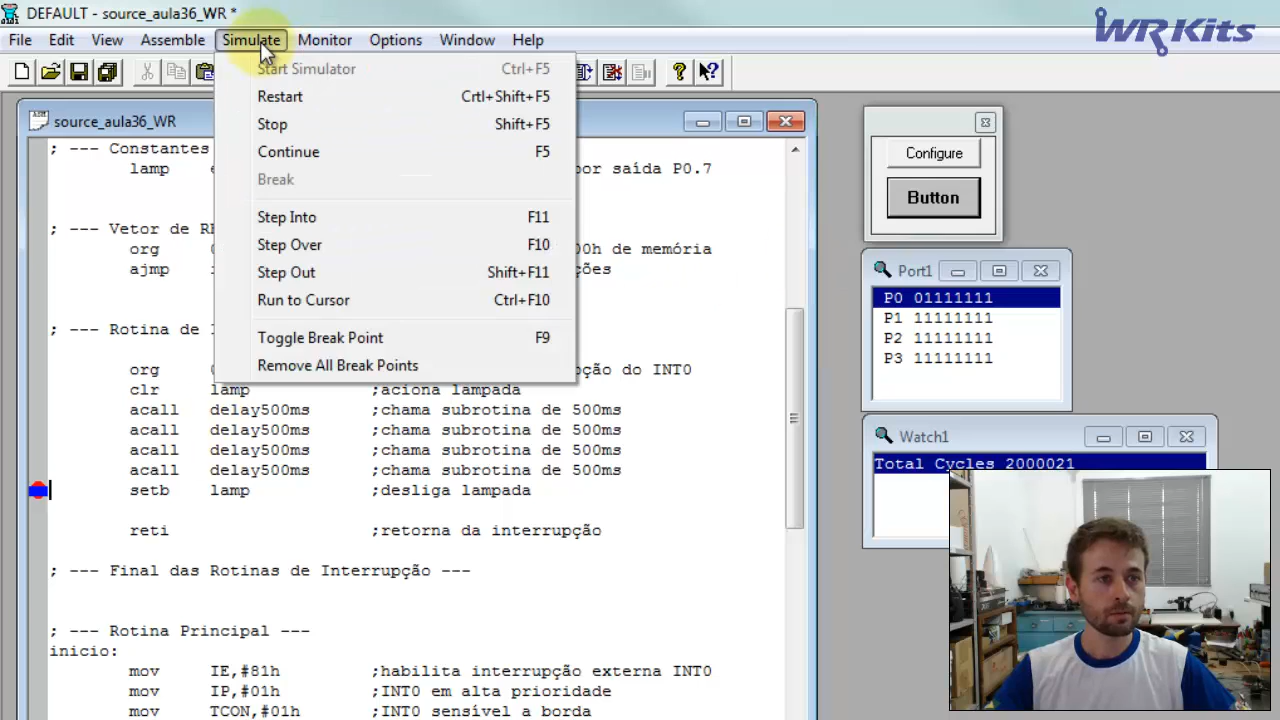 DEFAULT - source_aula36_WR *
WR Kits
File Edit View Assemble Simulate Monitor Options Window Help
Start Simulator Ctrl+F5
Restart Crtl+Shift+F5
Stop Shift+F5
Continue F5
Break
Step Into F11
Step Over F10
Step Out Shift+F11
Run to Cursor Ctrl+F10
Toggle Break Point F9
Remove All Break Points
source_aula36_WR
; --- Constantes
lamp por saída P0.7
; --- Vetor de
org 00h de memória
ajmp
; --- Rotina de
org do INT0
clr lamp ;aciona lampada
acall delay500ms ;chama subrotina de 500ms
acall delay500ms ;chama subrotina de 500ms
acall delay500ms ;chama subrotina de 500ms
acall delay500ms ;chama subrotina de 500ms
setb lamp ;desliga lampada
reti ;retorna da interrupção
; --- Final das Rotinas de Interrupção ---
; --- Rotina Principal ---
inicio:
mov IE,#81h ;habilita interrupção externa INT0
mov IP,#01h ;INT0 em alta prioridade
mov TCON,#01h ;INT0 sensível a borda
Configure
Button
Port1
P0 01111111
P1 11111111
P2 11111111
P3 11111111
Watch1
Total Cycles 2000021